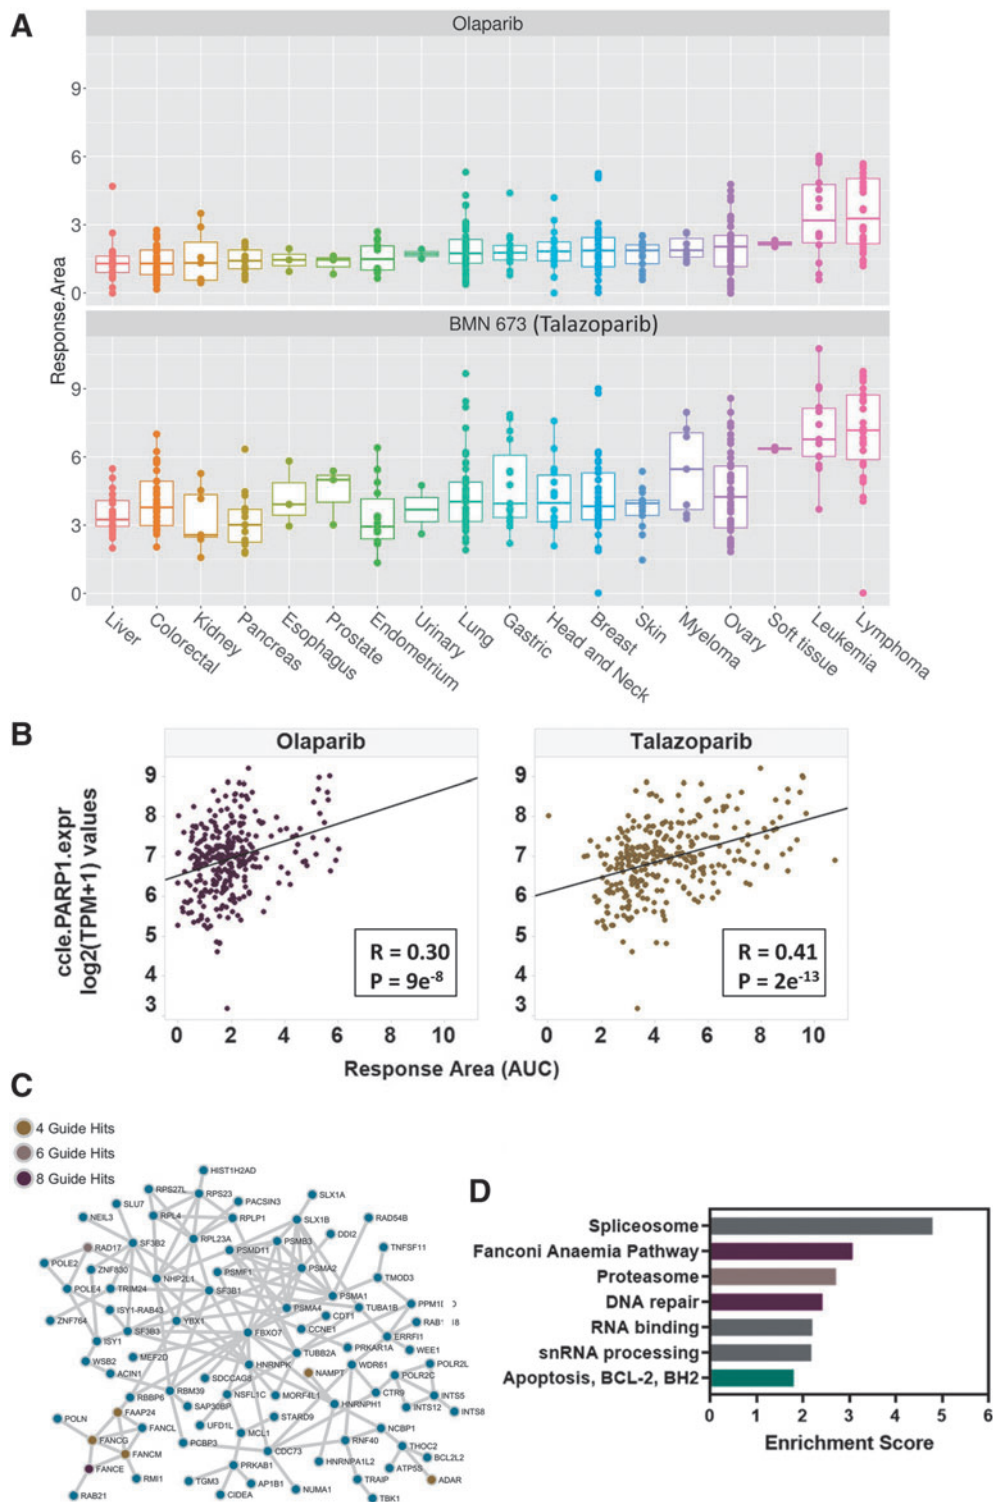 A
Olaparib
9
6
3
0
Response.Area
BMN 673 (Talazoparib)
9
6
3
0
Liver
Colorectal
Kidney
Pancreas
Esophagus
Prostate
Endometrium
Urinary
Lung
Gastric
Head and Neck
Breast
Skin
Myeloma
Ovary
Soft tissue
Leukemia
Lymphoma
B
Olaparib
Talazoparib
ccle.PARP1.expr
log2(TPM+1) values
9
8
7
6
5
4
3
R = 0.30
P = 9e-8
R = 0.41
P = 2e-13
0 2 4 6 8 10
0 2 4 6 8 10
Response Area (AUC)
C
4 Guide Hits
6 Guide Hits
8 Guide Hits
HIST1H2AD
RPS27L
RPS23
SLU7
PACSIN3
SLX1A
NEIL3
RPL4
RPLP1
SLX1B
RAD54B
RAD17
SF3B2
RPL23A
PSMD11
PSMB3
DDI2
TNFSF11
POLE2
ZNF830
NHP2L1
PSMF1
PSMA2
TMOD3
POLE4
TRIM24
SF3B1
PSMA1
ISY1-RAB43
PSMA4
TUBA1B
ZNF764
YBX1
CDT1
SF3B3
FBXO7
CCNE1
ERRFI1
ISY1
TUBB2A
PRKAR1A
WEE1
WSB2
MEF2D
HNRNPK
WDR61
POLR2L
ACIN1
SDCCAG8
NAMPT
POLR2C
RBBP6
RBM39
NSFL1C
MORF4L1
CTR9
INTS5
SAP30BP
HNRNPH1
INTS12
INTS8
POLN
FAAP24
FANCL
UFD1L
STARD9
NCBP1
FANCG
MCL1
RNF40
THOC2
FANCM
PCBP3
CDC73
HNRNPA1L2
BCL2L2
FANCE
RMI1
PRKAB1
TRAIP
ATP5S
TGM3
AP1B1
ADAR
RAB21
CIDEA
NUMA1
TBK1
D
Spliceosome
Fanconi Anaemia Pathway
Proteasome
DNA repair
RNA binding
snRNA processing
Apoptosis, BCL-2, BH2
0 1 2 3 4 5 6
Enrichment Score